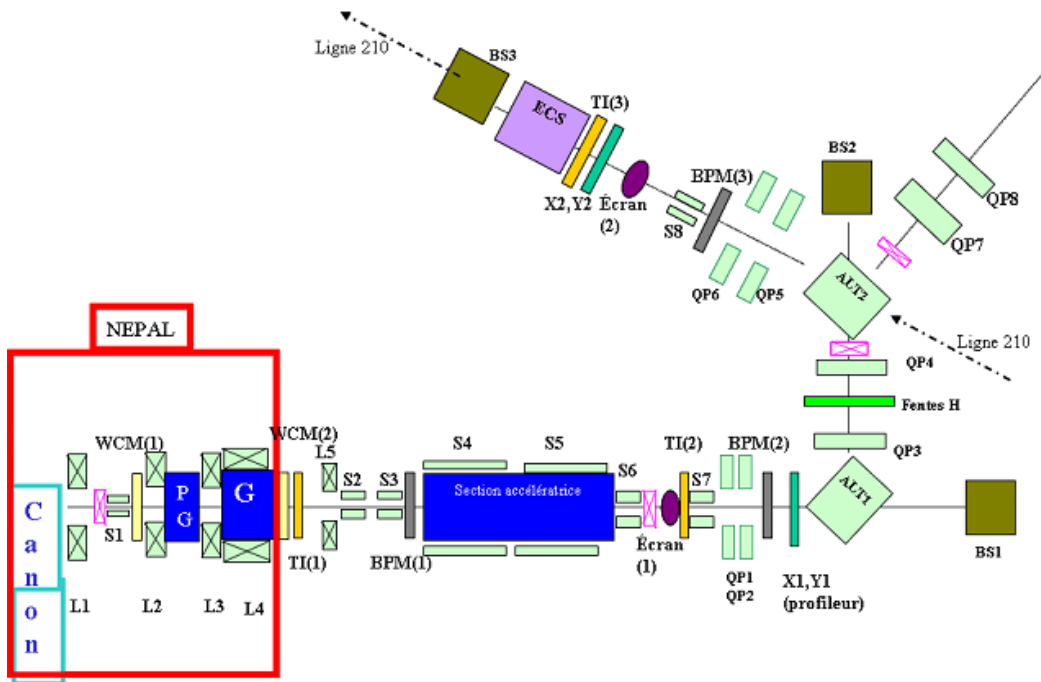 Ligne 210
BS3
ECS
TI(3)
X2,Y2
Écran
(2)
S8
BPM(3)
QP6
QP5
BS2
ALT2
QP7
QP8
Ligne 210
QP4
Fentes H
QP3
ALT1
BS1
NEPAL
WCM(1)
WCM(2)
L5
S2
S3
S4
S5
S6
TI(2)
S7
BPM(2)
Canon
S1
P
G
G
Section accélératrice
TI(1)
BPM(1)
Écran
(1)
QP1
QP2
X1,Y1
(profileur)
L1
L2
L3
L4